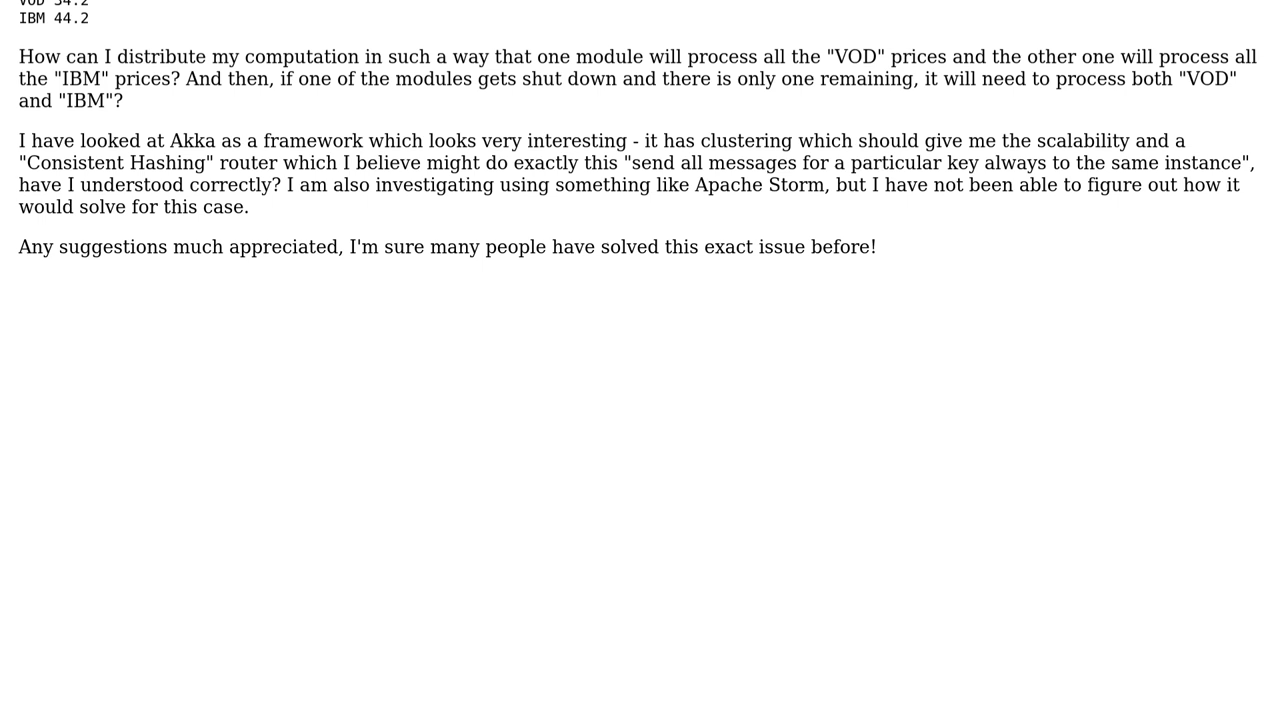 VOD 34.2
IBM 44.2
How can I distribute my computation in such a way that one module will process all the "VOD" prices and the other one will process all
the "IBM" prices? And then, if one of the modules gets shut down and there is only one remaining, it will need to process both "VOD"
and "IBM"?
I have looked at Akka as a framework which looks very interesting - it has clustering which should give me the scalability and a
"Consistent Hashing" router which I believe might do exactly this "send all messages for a particular key always to the same instance",
have I understood correctly? I am also investigating using something like Apache Storm, but I have not been able to figure out how it
would solve for this case.
Any suggestions much appreciated, I'm sure many people have solved this exact issue before!